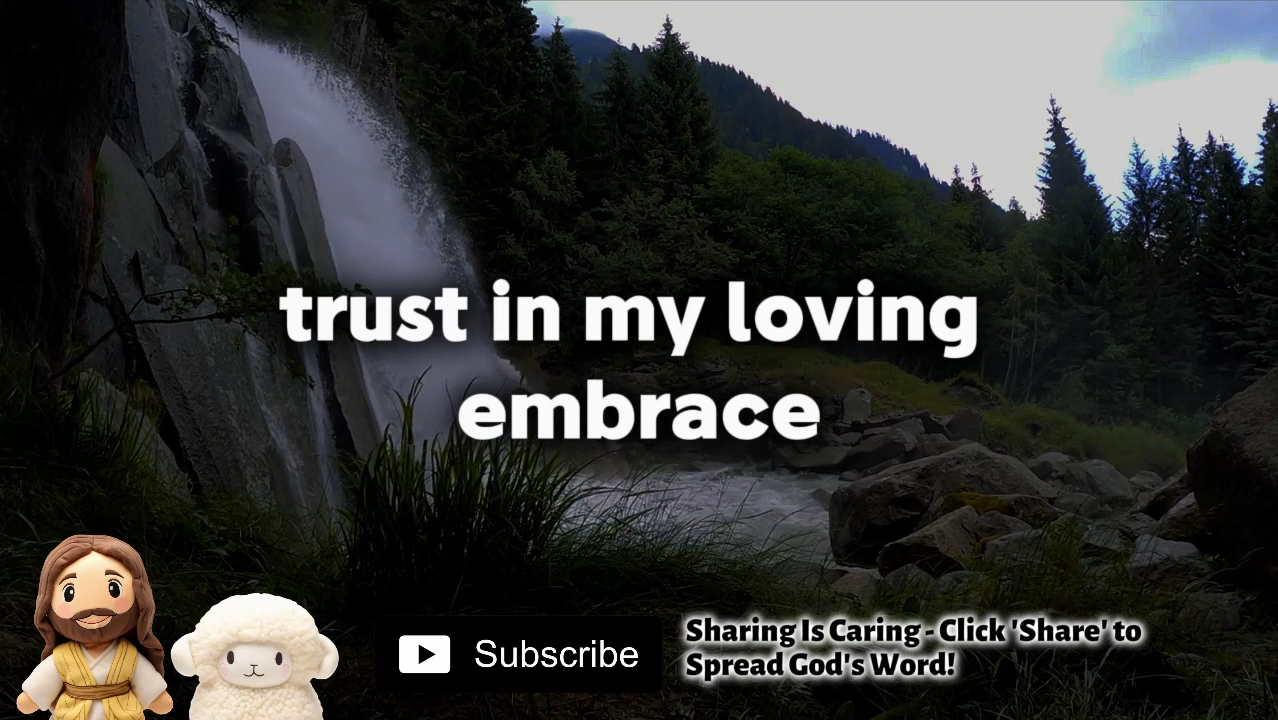 trust in my loving
embrace
Subscribe
Sharing Is Caring - Click 'Share' to
Spread God's Word!